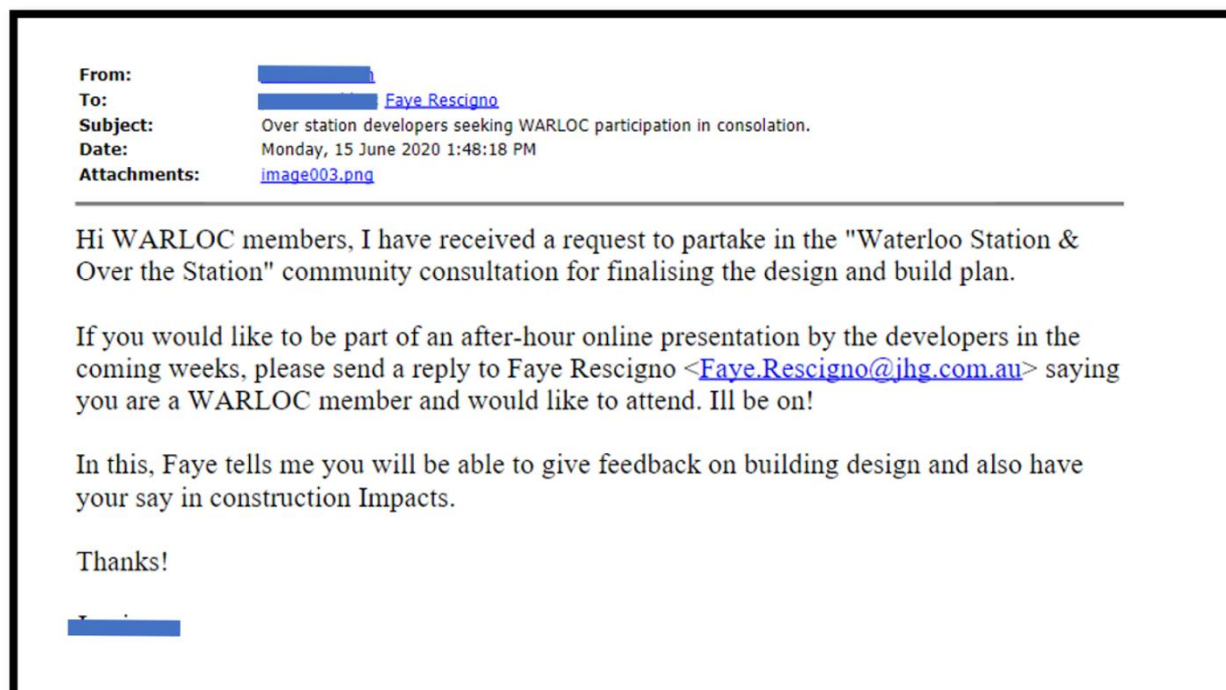 From:
To: Faye Rescigno
Subject: Over station developers seeking WARLOC participation in consolation.
Date: Monday, 15 June 2020 1:48:18 PM
Attachments: image003.png
Hi WARLOC members, I have received a request to partake in the "Waterloo Station &
Over the Station" community consultation for finalising the design and build plan.
If you would like to be part of an after-hour online presentation by the developers in the
coming weeks, please send a reply to Faye Rescigno <Faye.Rescigno@jhg.com.au> saying
you are a WARLOC member and would like to attend. Ill be on!
In this, Faye tells me you will be able to give feedback on building design and also have
your say in construction Impacts.
Thanks!